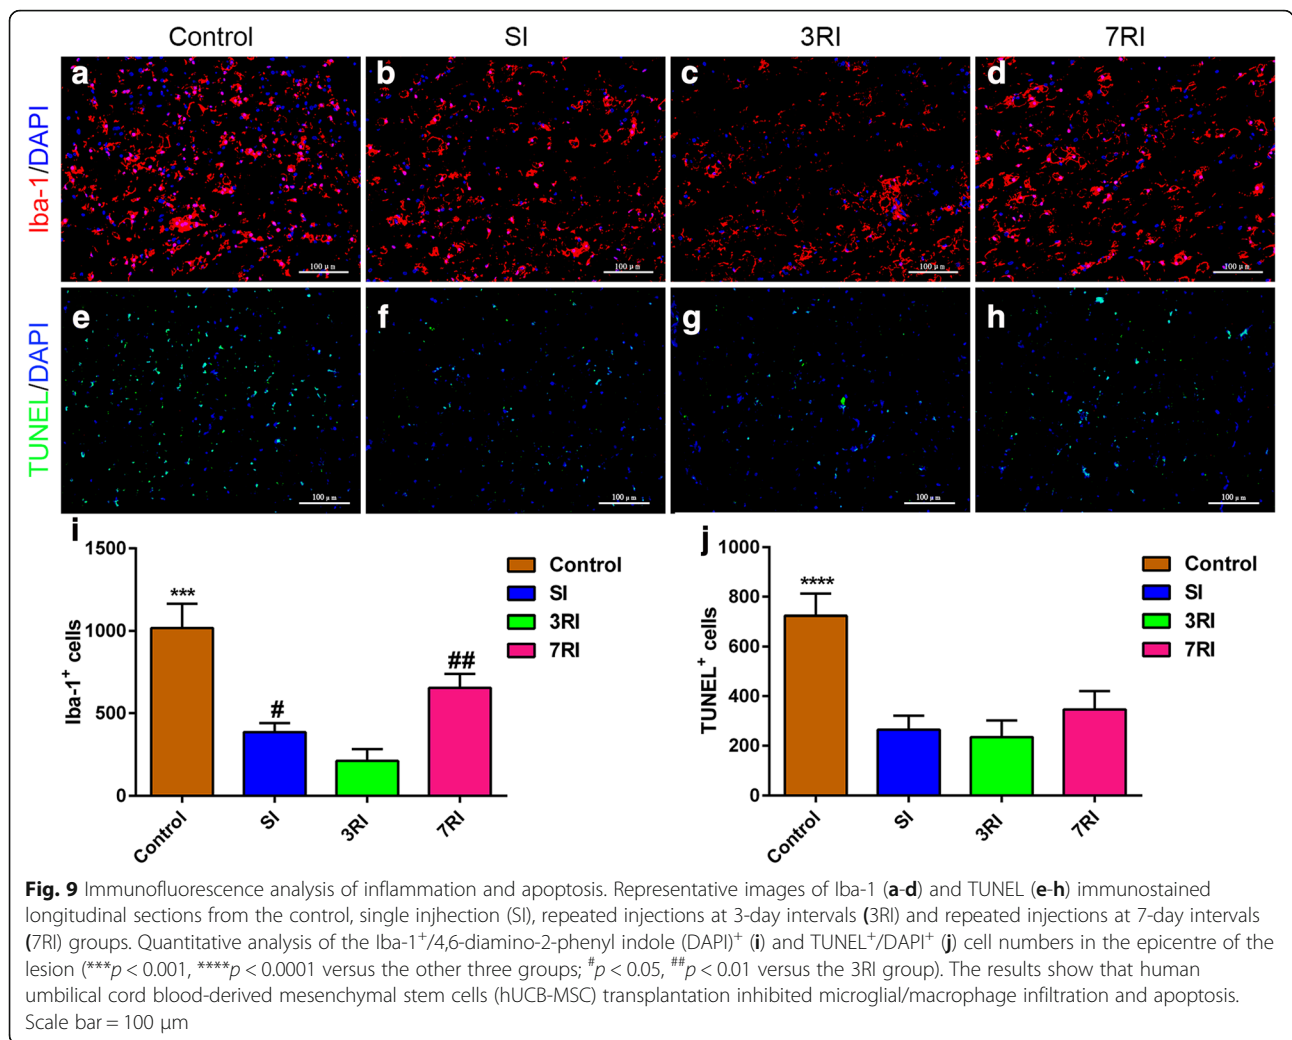 Control SI 3RI 7RI
Iba-1/DAPI
a b c d
100 μm 100 μm 100 μm 100 μm
TUNEL/DAPI
e f g h
100 μm 100 μm 100 μm 100 μm
i
Iba-1⁺ cells
1500
1000
500
0
***
#
##
Control
SI
3RI
7RI
Control SI 3RI 7RI
j
TUNEL⁺ cells
1000
800
600
400
200
0
****
Control
SI
3RI
7RI
Control SI 3RI 7RI
Fig. 9 Immunofluorescence analysis of inflammation and apoptosis. Representative images of Iba-1 (a-d) and TUNEL (e-h) immunostained
longitudinal sections from the control, single injhection (SI), repeated injections at 3-day intervals (3RI) and repeated injections at 7-day intervals
(7RI) groups. Quantitative analysis of the Iba-1⁺/4,6-diamino-2-phenyl indole (DAPI)⁺ (i) and TUNEL⁺/DAPI⁺ (j) cell numbers in the epicentre of the
lesion (***p < 0.001, ****p < 0.0001 versus the other three groups; #p < 0.05, ##p < 0.01 versus the 3RI group). The results show that human
umbilical cord blood-derived mesenchymal stem cells (hUCB-MSC) transplantation inhibited microglial/macrophage infiltration and apoptosis.
Scale bar = 100 μm